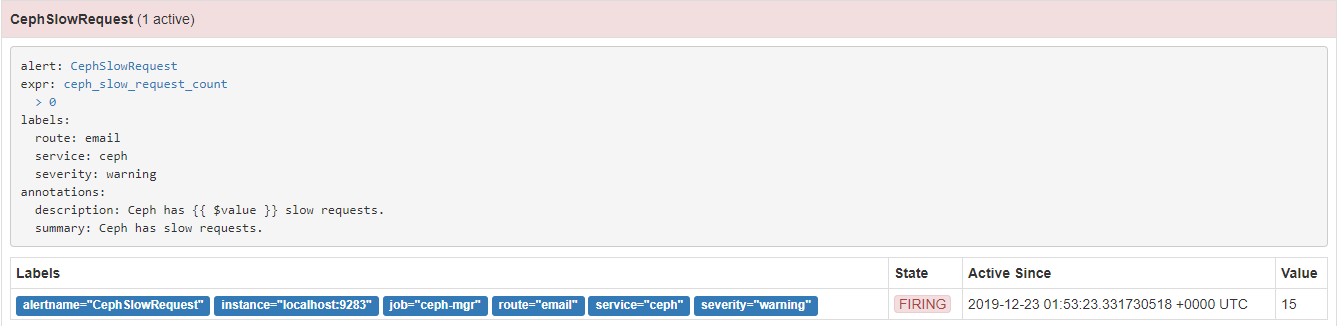 CephSlowRequest (1 active)
alert: CephSlowRequest
expr: ceph_slow_request_count
  > 0
labels:
  route: email
  service: ceph
  severity: warning
annotations:
  description: Ceph has {{ $value }} slow requests.
  summary: Ceph has slow requests.
Labels State Active Since Value
alertname="CephSlowRequest" instance="localhost:9283" job="ceph-mgr" route="email" service="ceph" severity="warning" FIRING 2019-12-23 01:53:23.331730518 +0000 UTC 15